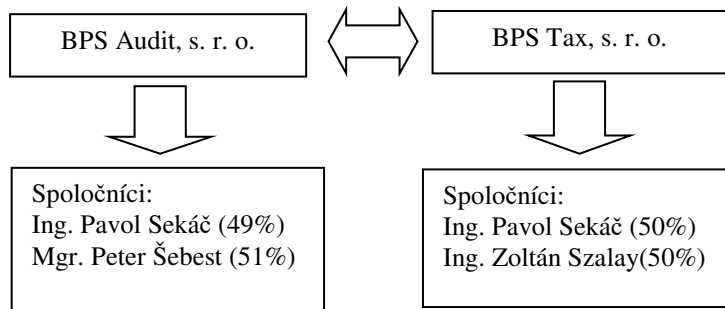 BPS Audit, s. r. o.
BPS Tax, s. r. o.
Spoločníci:
Ing. Pavol Sekáč (49%)
Mgr. Peter Šebest (51%)
Spoločníci:
Ing. Pavol Sekáč (50%)
Ing. Zoltán Szalay(50%)